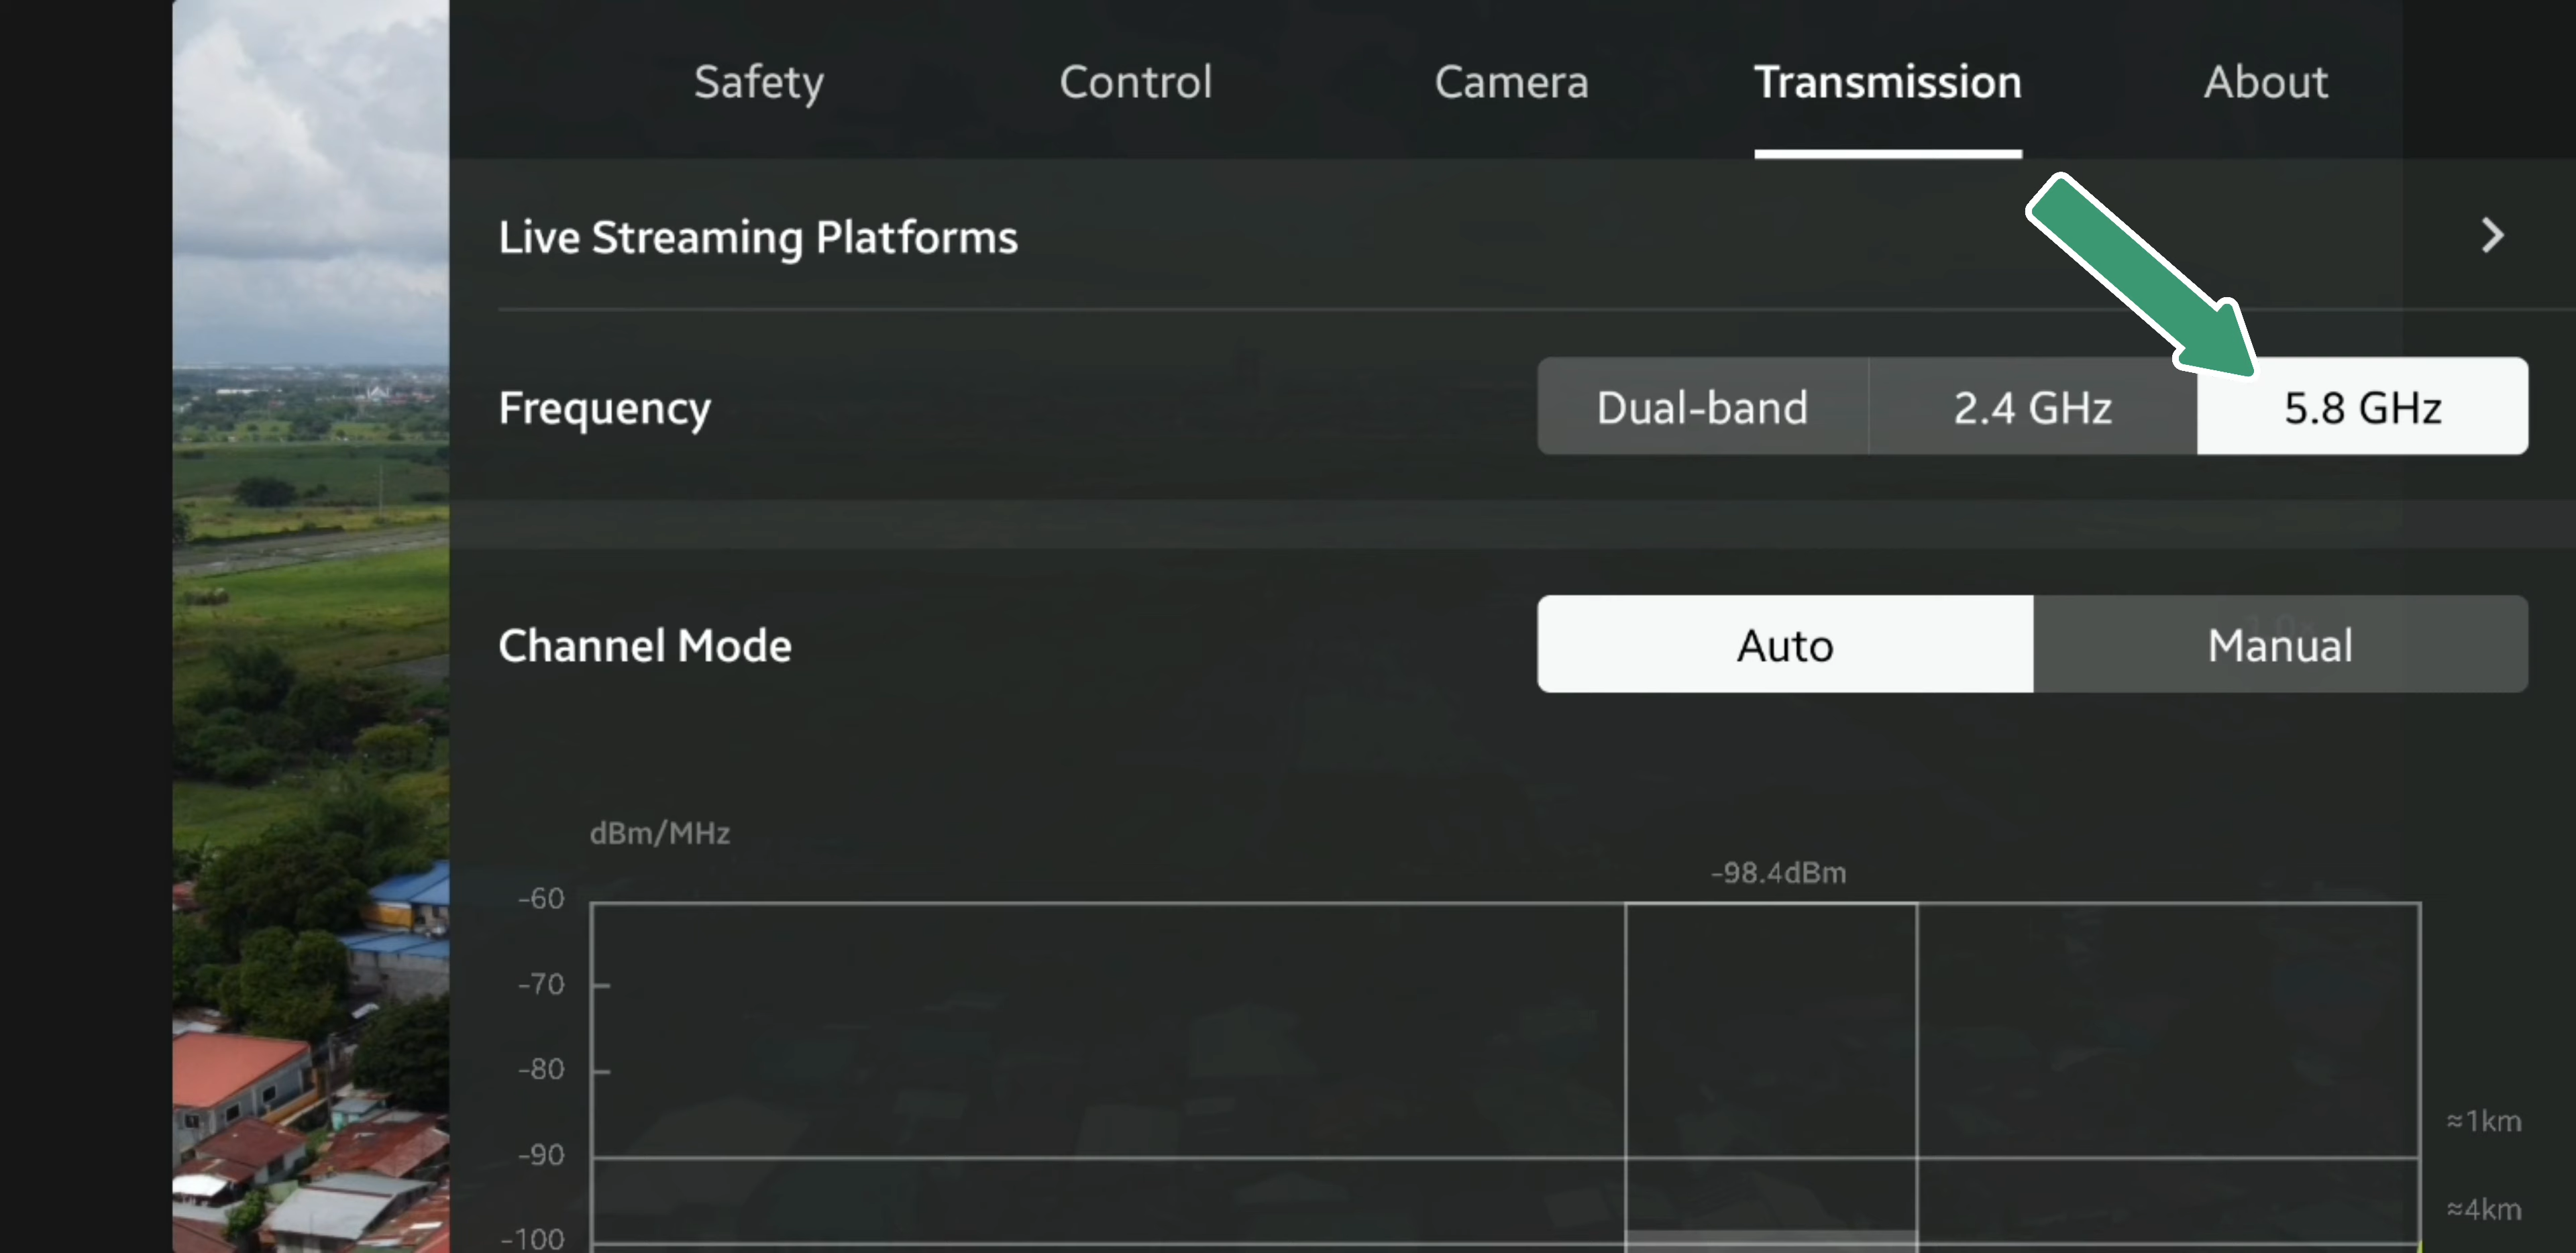 Safety Control Camera Transmission About
Live Streaming Platforms
Frequency Dual-band 2.4 GHz 5.8 GHz
Channel Mode Auto Manual
dBm/MHz
-98.4dBm
-60
-70
-80
≈1km
-90
≈4km
-100